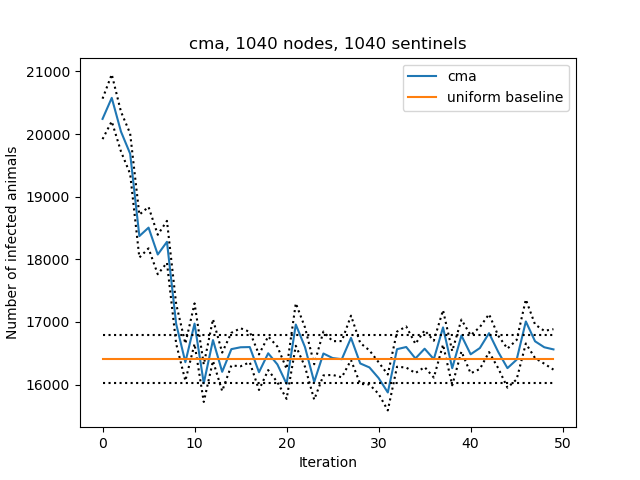 cma, 1040 nodes, 1040 sentinels
21000
20000
19000
18000
17000
16000
Number of infected animals
cma
uniform baseline
0
10
20
30
40
50
Iteration